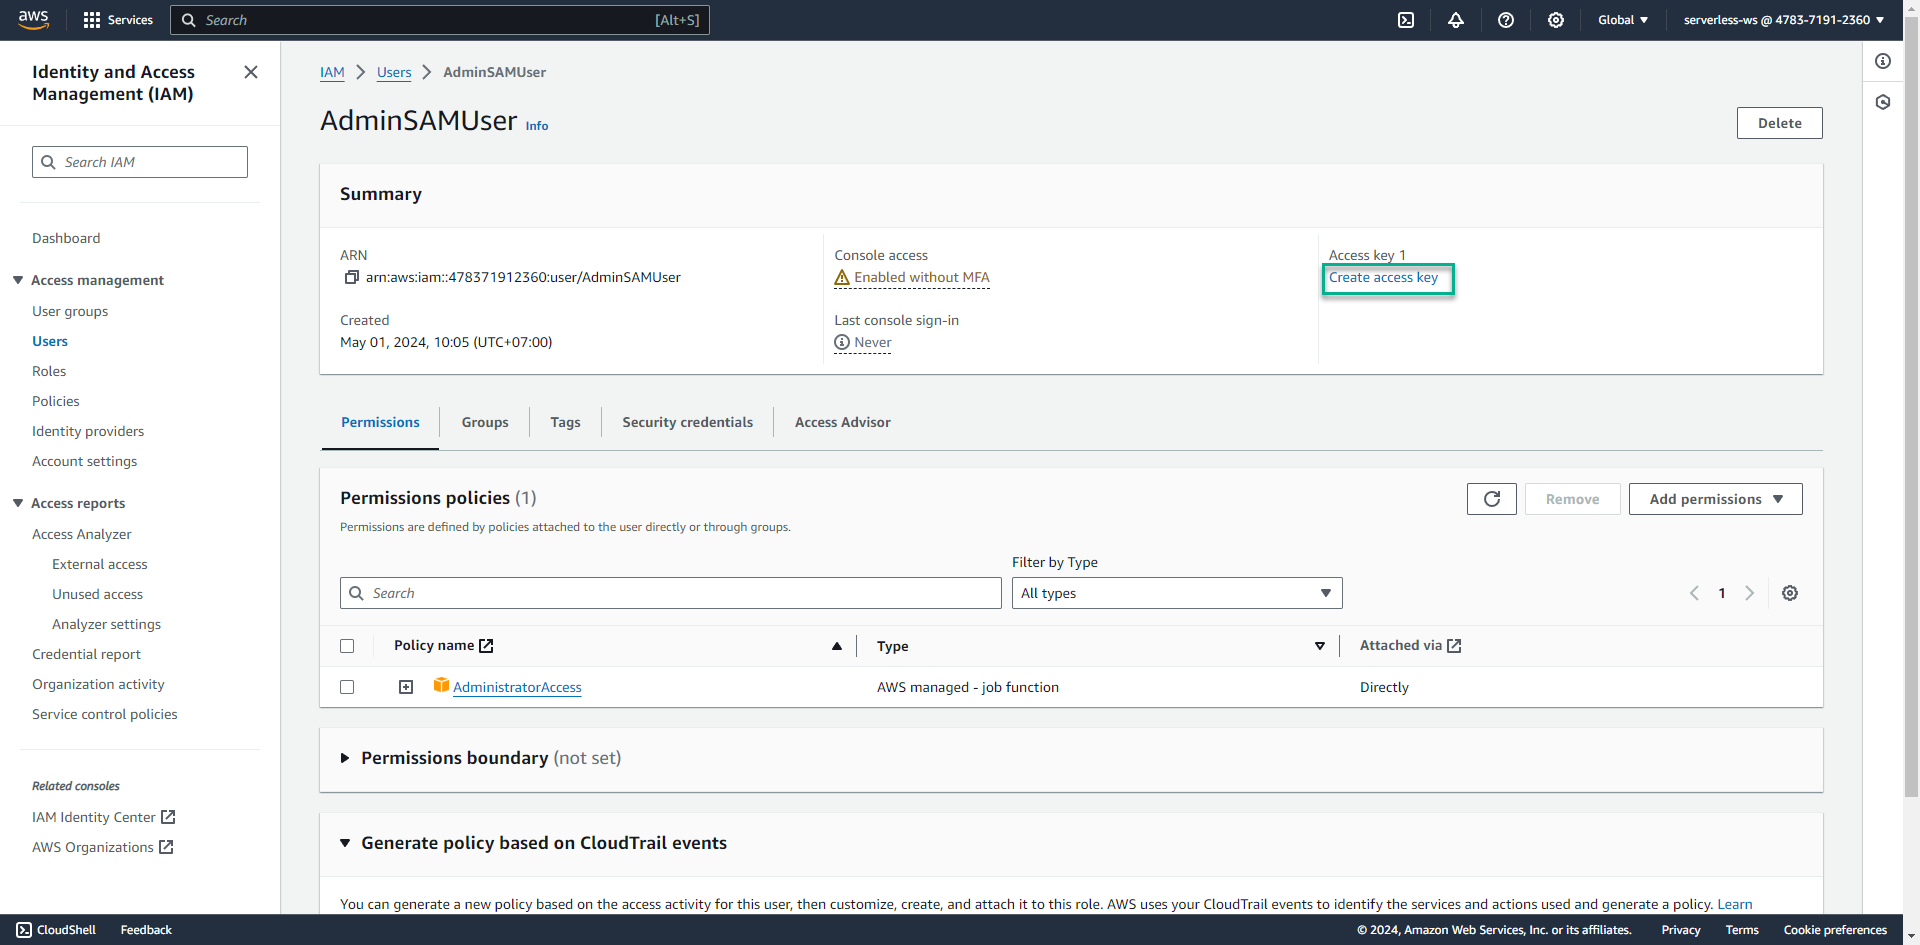 aws
Services
Search
[Alt+S]
Global
serverless-ws @ 4783-7191-2360
Identity and Access
Management (IAM)
Search IAM
Dashboard
Access management
User groups
Users
Roles
Policies
Identity providers
Account settings
Access reports
Access Analyzer
External access
Unused access
Analyzer settings
Credential report
Organization activity
Service control policies
Related consoles
IAM Identity Center
AWS Organizations
IAM
Users
AdminSAMUser
AdminSAMUser Info
Delete
Summary
ARN
arn:aws:iam::478371912360:user/AdminSAMUser
Created
May 01, 2024, 10:05 (UTC+07:00)
Console access
Enabled without MFA
Last console sign-in
Never
Access key 1
Create access key
Permissions
Groups
Tags
Security credentials
Access Advisor
Permissions policies (1)
Permissions are defined by policies attached to the user directly or through groups.
Remove
Add permissions
Filter by Type
Search
All types
1
Policy name
Type
Attached via
AdministratorAccess
AWS managed - job function
Directly
Permissions boundary (not set)
Generate policy based on CloudTrail events
You can generate a new policy based on the access activity for this user, then customize, create, and attach it to this role. AWS uses your CloudTrail events to identify the services and actions used and generate a policy. Learn
CloudShell
Feedback
© 2024, Amazon Web Services, Inc. or its affiliates.
Privacy
Terms
Cookie preferences